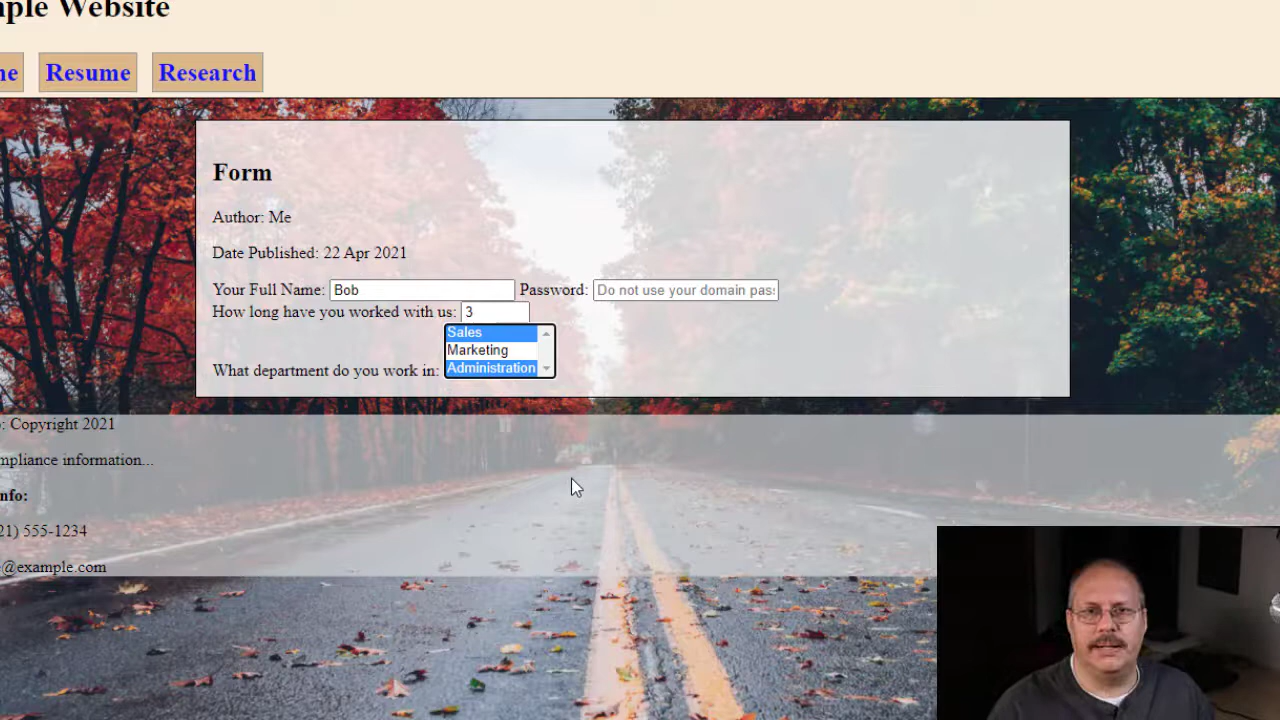 ple Website
ne Resume Research
Form
Author: Me
Date Published: 22 Apr 2021
Your Full Name: Bob Password: Do not use your domain pas
How long have you worked with us: 3
Sales
Marketing
What department do you work in: Administration
: Copyright 2021
mpliance information...
nfo:
21) 555-1234
@example.com